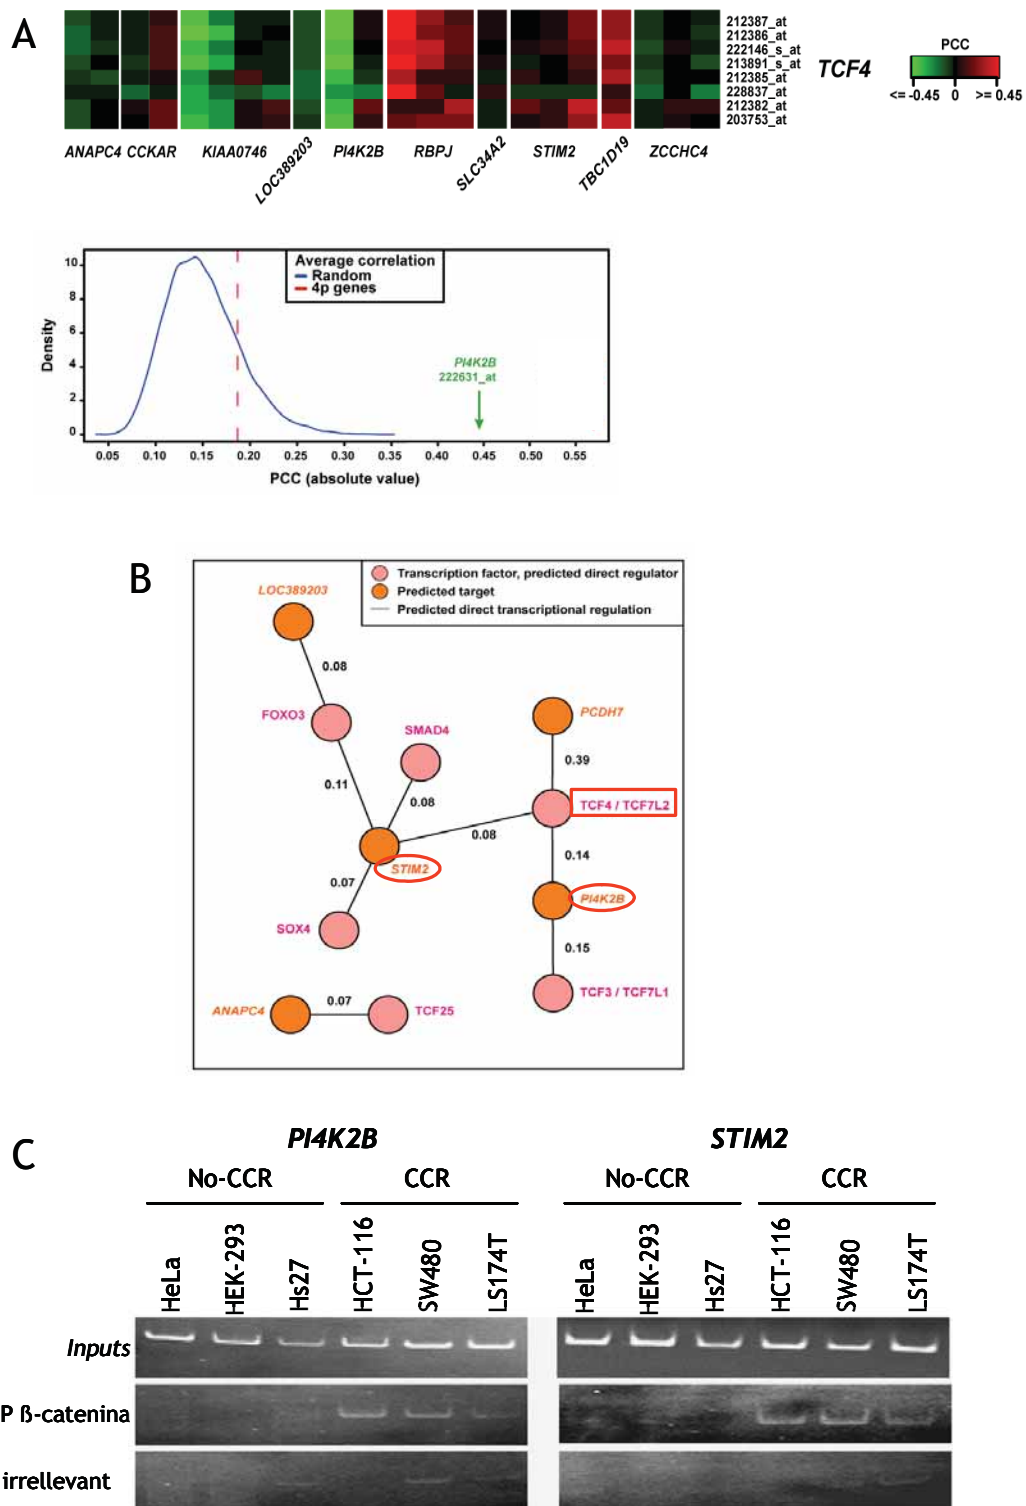 A
212387_at
212386_at
222146_s_at
213891_s_at
212385_at
228837_at
212382_at
203753_at
TCF4
PCC
<= -0.45 0 >= 0.45
ANAPC4 CCKAR KIAA0746 LOC389203 PI4K2B RBPJ SLC34A2 STIM2 TBC1D19 ZCCHC4
Average correlation
Random
4p genes
Density
10
8
6
4
2
0
PI4K2B
222631_at
0.05 0.10 0.15 0.20 0.25 0.30 0.35 0.40 0.45 0.50 0.55
PCC (absolute value)
B
Transcription factor, predicted direct regulator
Predicted target
Predicted direct transcriptional regulation
LOC389203
0.08
FOXO3
SMAD4
PCDH7
0.39
0.11
0.08
TCF4 / TCF7L2
0.08
0.14
STIM2
0.07
PI4K2B
SOX4
0.15
TCF3 / TCF7L1
ANAPC4
0.07
TCF25
C
PI4K2B STIM2
No-CCR CCR No-CCR CCR
HeLa HEK-293 Hs27 HCT-116 SW480 LS174T HeLa HEK-293 Hs27 HCT-116 SW480 LS174T
Inputs
P ß-catenina
irrellevant